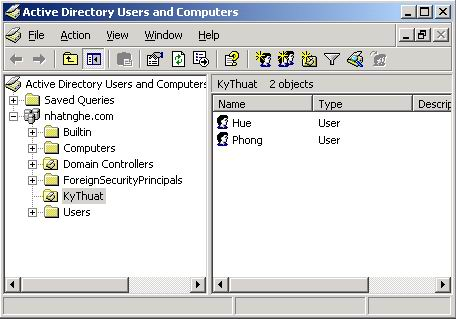 Active Directory Users and Computers
File Action View Window Help
Active Directory Users and Computers
Saved Queries
nhatnghe.com
Builtin
Computers
Domain Controllers
ForeignSecurityPrincipals
KyThuat
Users
KyThuat 2 objects
Name Type Descrip
Hue User
Phong User